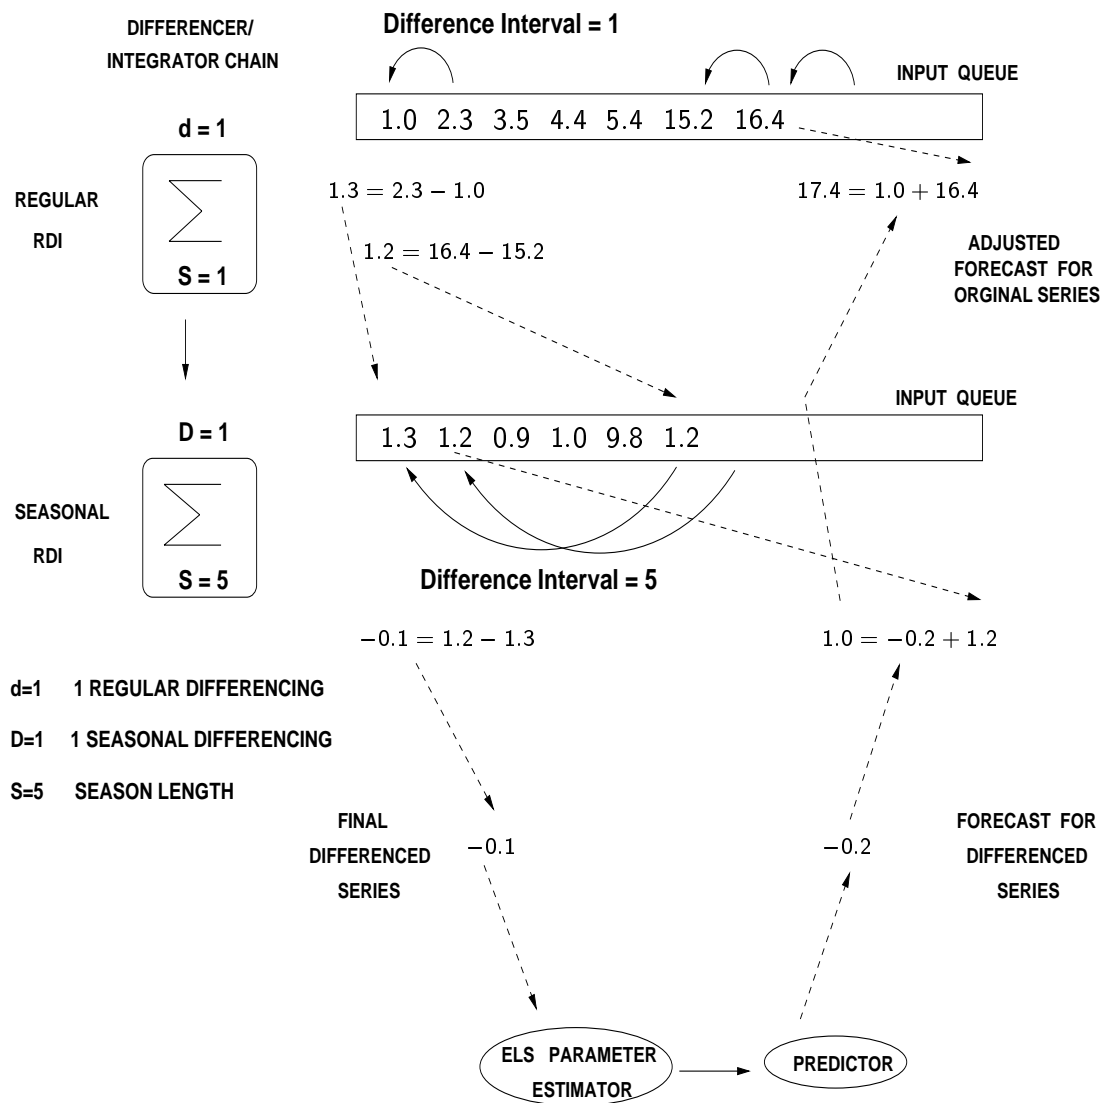 DIFFERENCER/
INTEGRATOR CHAIN
Difference Interval = 1
INPUT QUEUE
1.0 2.3 3.5 4.4 5.4 15.2 16.4
d = 1
REGULAR
RDI
S = 1
1.3 = 2.3 − 1.0
17.4 = 1.0 + 16.4
1.2 = 16.4 − 15.2
ADJUSTED
FORECAST FOR
ORGINAL SERIES
INPUT QUEUE
D = 1
1.3 1.2 0.9 1.0 9.8 1.2
SEASONAL
RDI
S = 5
Difference Interval = 5
−0.1 = 1.2 − 1.3
1.0 = −0.2 + 1.2
d=1 1 REGULAR DIFFERENCING
D=1 1 SEASONAL DIFFERENCING
S=5 SEASON LENGTH
FINAL
DIFFERENCED
SERIES
−0.1
−0.2
FORECAST FOR
DIFFERENCED
SERIES
ELS PARAMETER
ESTIMATOR
PREDICTOR